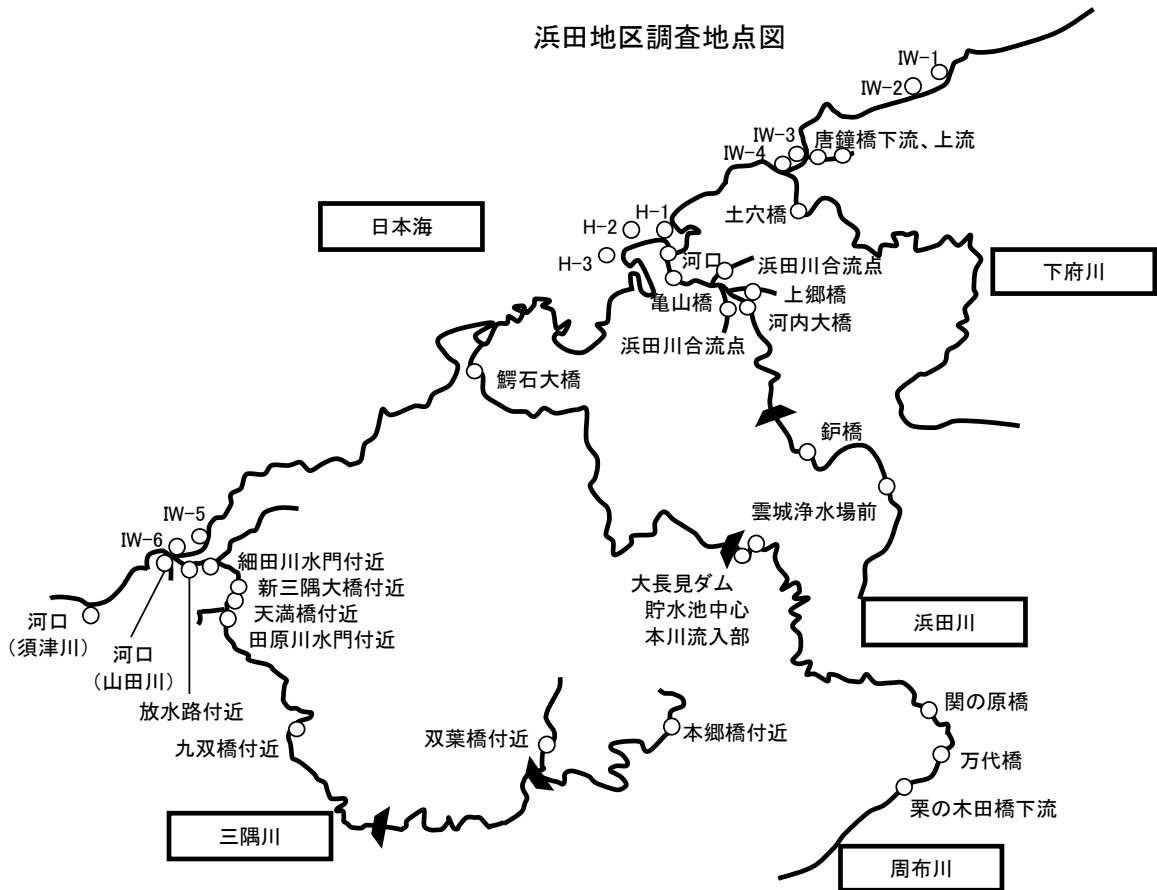 浜田地区調査地点図
IW-1
IW-2
IW-3
唐鐘橋下流、上流
IW-4
H-1
土穴橋
日本海
H-2
H-3
河口
浜田川合流点
下府川
亀山橋
上郷橋
河内大橋
浜田川合流点
鰐石大橋
鈩橋
雲城浄水場前
IW-5
IW-6
細田川水門付近
大長見ダム
新三隅大橋付近
貯水池中心
天満橋付近
本川流入部
田原川水門付近
浜田川
河口
(須津川)
河口
(山田川)
放水路付近
関の原橋
九双橋付近
双葉橋付近
本郷橋付近
万代橋
栗の木田橋下流
三隅川
周布川